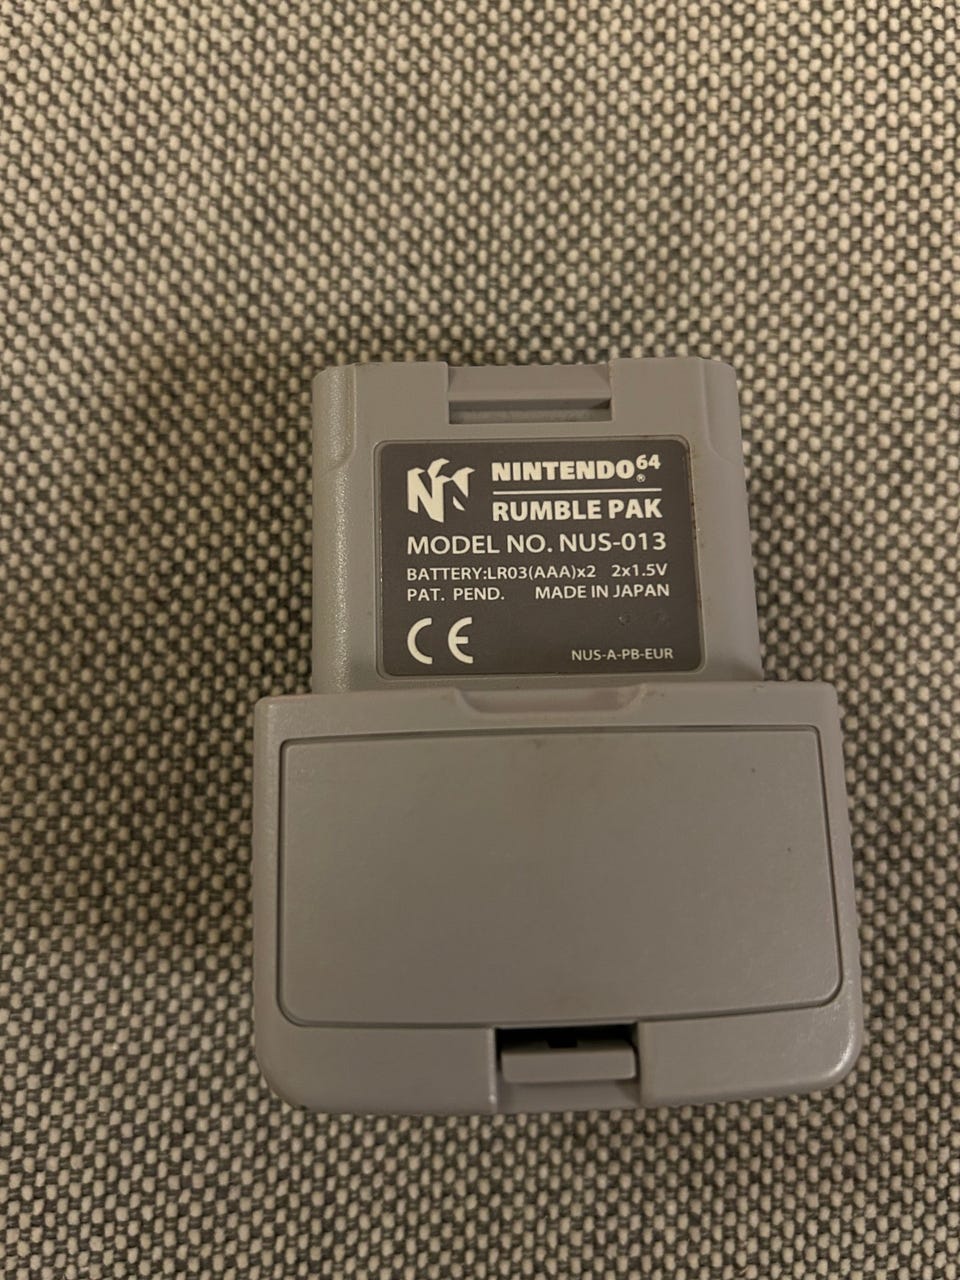 NINTENDO64®
RUMBLE PAK
MODEL NO. NUS-013
BATTERY:LR03(AAA)x2 2x1.5V
PAT. PEND. MADE IN JAPAN
CE
NUS-A-PB-EUR